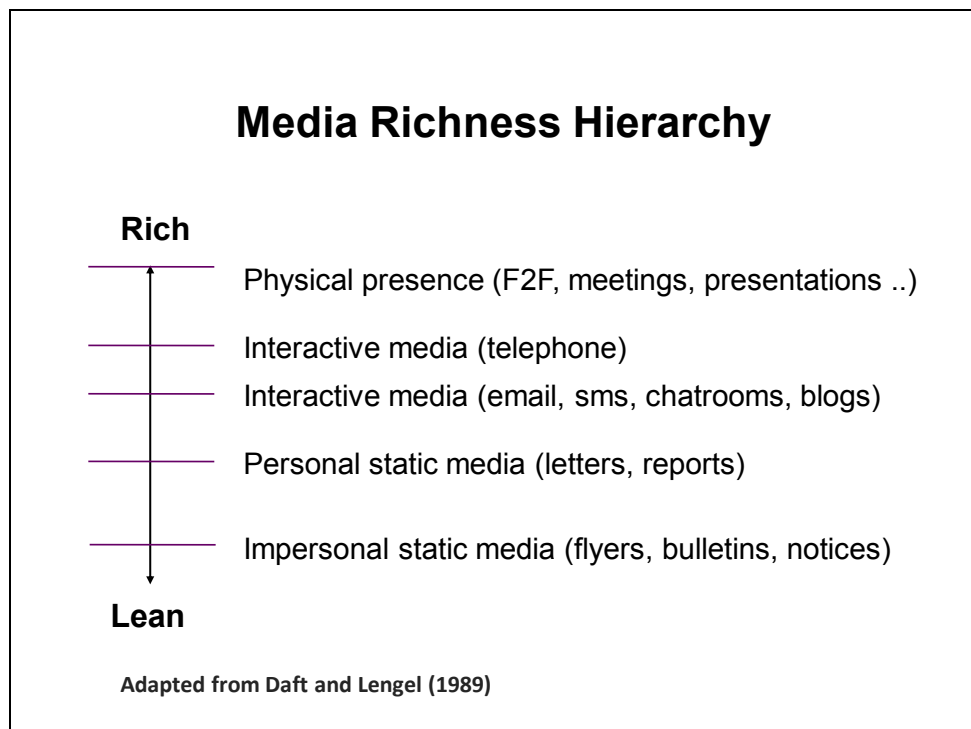 Media Richness Hierarchy
Rich
Physical presence (F2F, meetings, presentations ..)
Interactive media (telephone)
Interactive media (email, sms, chatrooms, blogs)
Personal static media (letters, reports)
Impersonal static media (flyers, bulletins, notices)
Lean
Adapted from Daft and Lengel (1989)